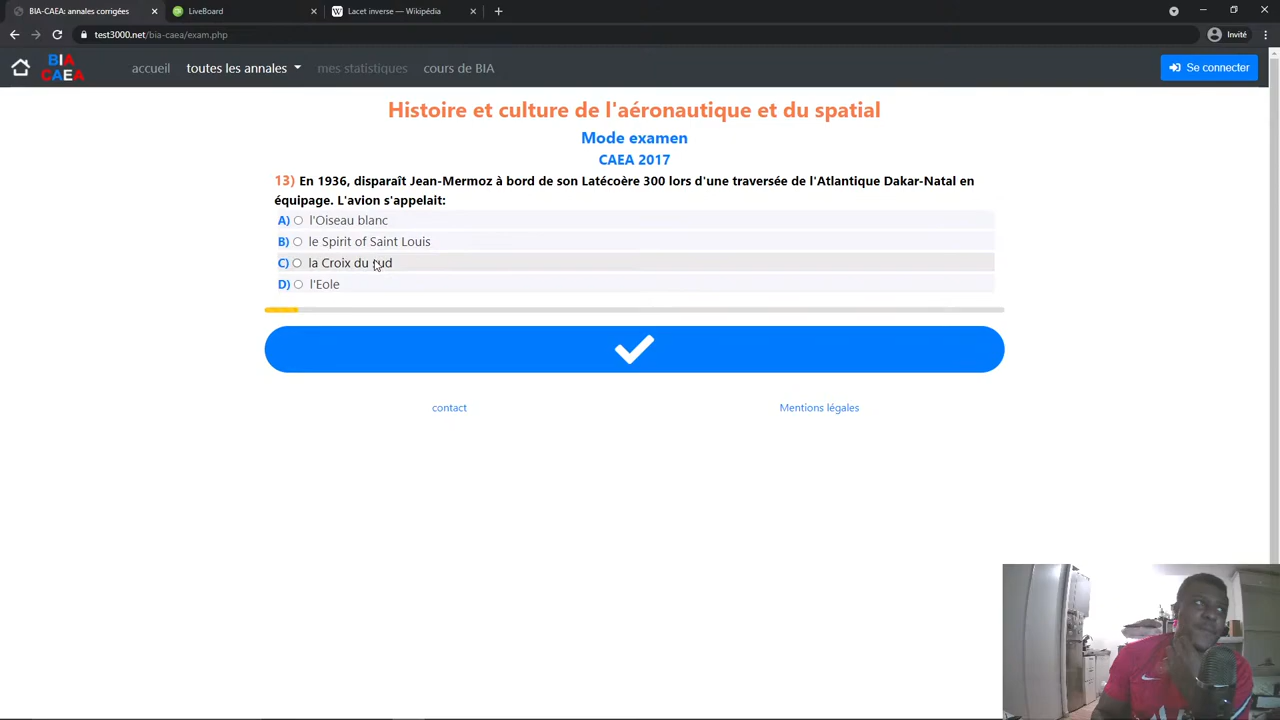 BIA-CAEA: annales corrigées
LiveBoard
Lacet inverse — Wikipédia
test3000.net/bia-caea/exam.php
Invité
BIA
CAEA
accueil
toutes les annales
mes statistiques
cours de BIA
Se connecter
Histoire et culture de l'aéronautique et du spatial
Mode examen
CAEA 2017
13) En 1936, disparaît Jean-Mermoz à bord de son Latécoère 300 lors d'une traversée de l'Atlantique Dakar-Natal en
équipage. L'avion s'appelait:
A) l'Oiseau blanc
B) le Spirit of Saint Louis
C) la Croix du Sud
D) l'Eole
contact
Mentions légales